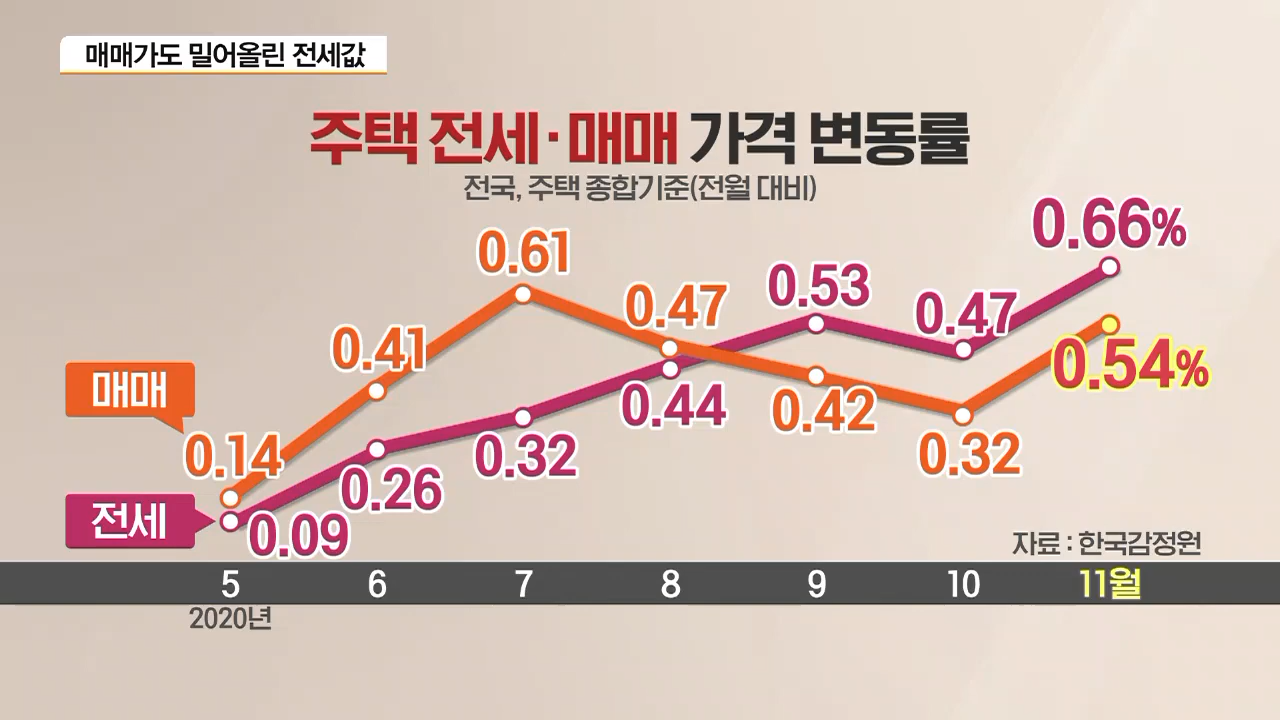 매매가도 밀어올린 전세값
주택 전세·매매 가격 변동률
전국, 주택 종합기준(전월 대비)
0.66%
0.61
0.53
0.47
0.47
0.41
0.54%
매매
0.44
0.42
0.14
0.32
0.32
0.26
전세
0.09
자료 : 한국감정원
5 6 7 8 9 10 11월
2020년